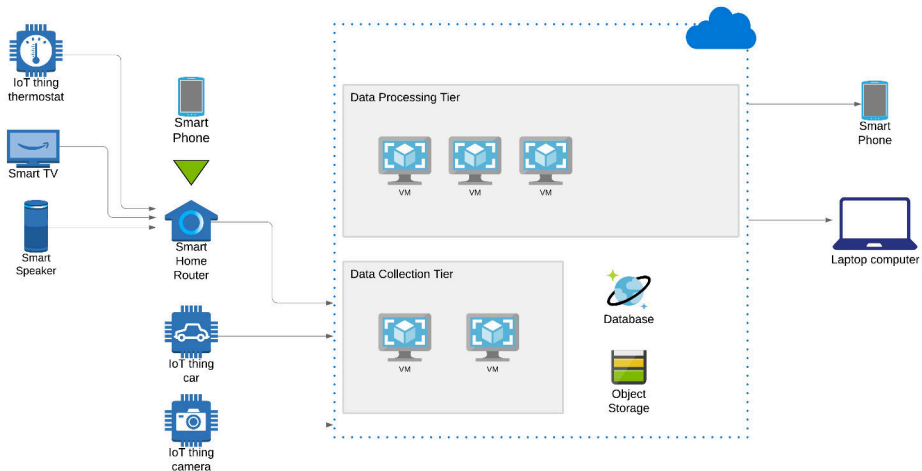 IoT thing
thermostat
Smart
Phone
Smart TV
Smart
Speaker
Smart
Home
Router
IoT thing
car
IoT thing
camera
Data Processing Tier
VM
VM
VM
Data Collection Tier
VM
VM
Database
Object
Storage
Smart
Phone
Laptop computer